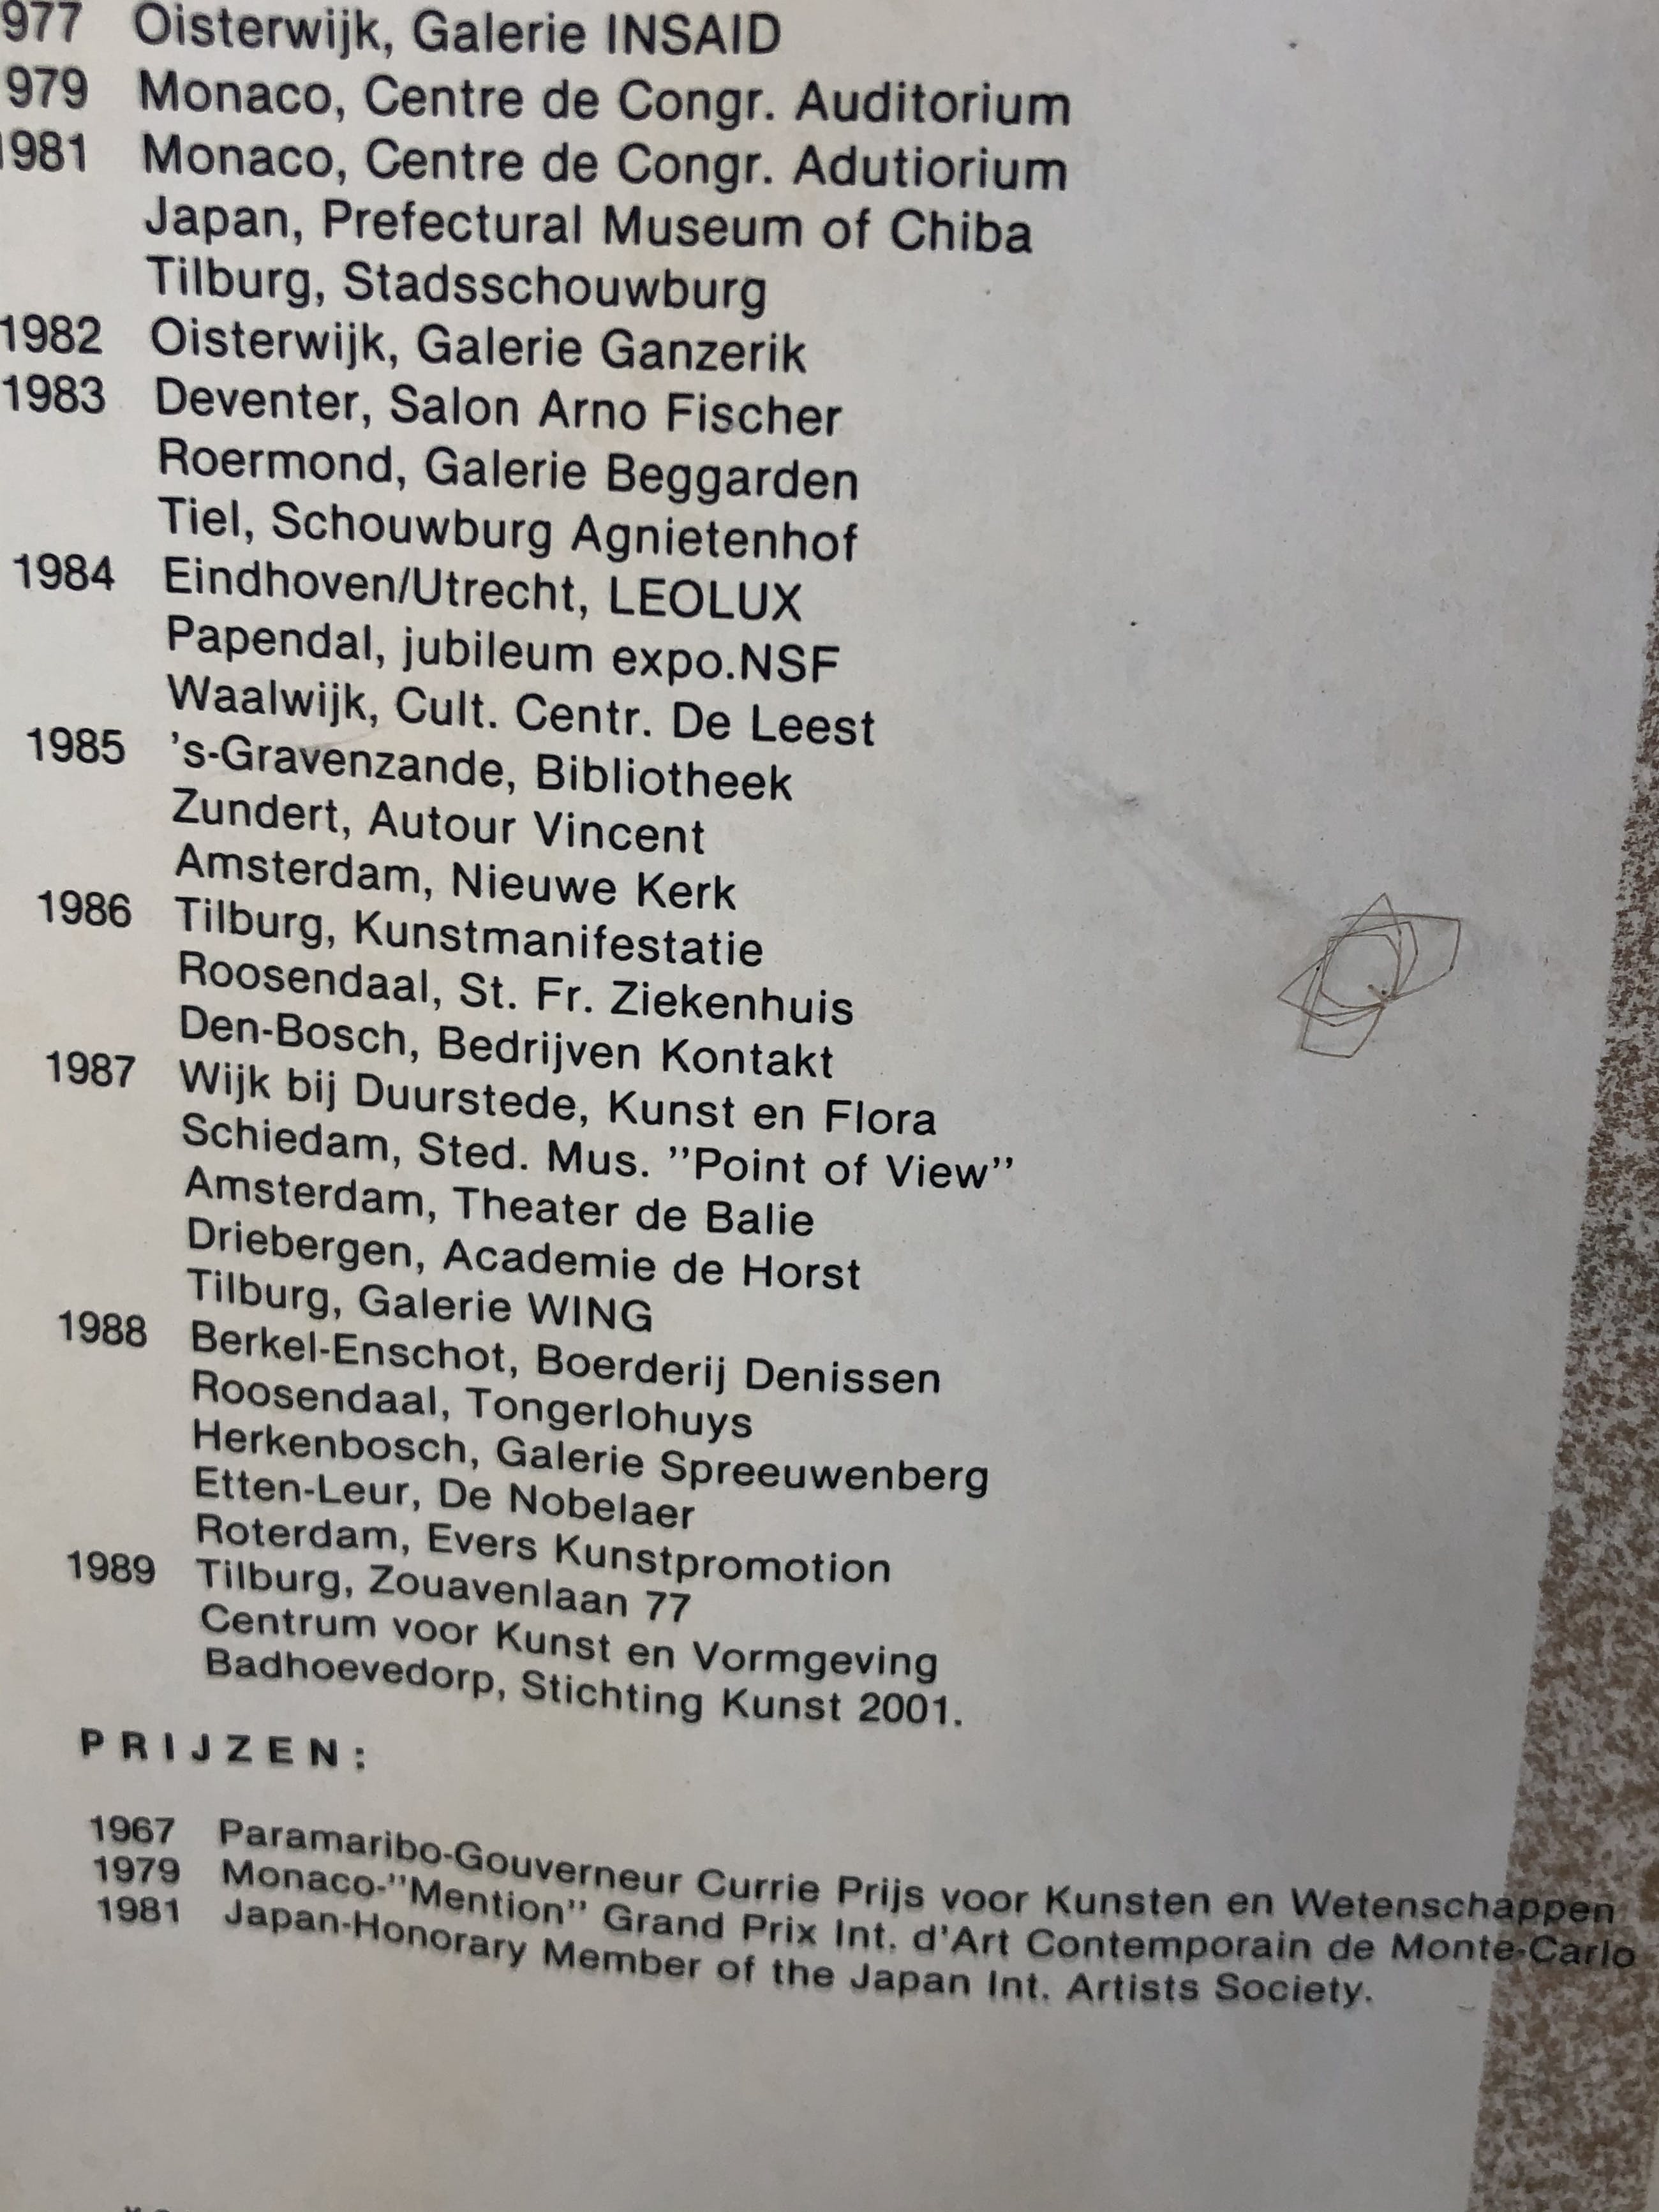 977 Oisterwijk, Galerie INSAID
979 Monaco, Centre de Congr. Auditorium
1981 Monaco, Centre de Congr. Adutiorium
Japan, Prefectural Museum of Chiba
Tilburg, Stadsschouwburg
1982 Oisterwijk, Galerie Ganzerik
1983 Deventer, Salon Arno Fischer
Roermond, Galerie Beggarden
Tiel, Schouwburg Agnietenhof
1984 Eindhoven/Utrecht, LEOLUX
Papendal, jubileum expo.NSF
Waalwijk, Cult. Centr. De Leest
1985 's-Gravenzande, Bibliotheek
Zundert, Autour Vincent
Amsterdam, Nieuwe Kerk
1986 Tilburg, Kunstmanifestatie
Roosendaal, St. Fr. Ziekenhuis
Den-Bosch, Bedrijven Kontakt
1987 Wijk bij Duurstede, Kunst en Flora
Schiedam, Sted. Mus. ''Point of View''
Amsterdam, Theater de Balie
Driebergen, Academie de Horst
Tilburg, Galerie WING
1988 Berkel-Enschot, Boerderij Denissen
Roosendaal, Tongerlohuys
Herkenbosch, Galerie Spreeuwenberg
Etten-Leur, De Nobelaer
Roterdam, Evers Kunstpromotion
1989 Tilburg, Zouavenlaan 77
Centrum voor Kunst en Vormgeving
Badhoevedorp, Stichting Kunst 2001.
PRIJZEN:
1967 Paramaribo-Gouverneur Currie Prijs voor Kunsten en Wetenschappen
1979 Monaco-''Mention'' Grand Prix Int. d'Art Contemporain de Monte-Carlo
1981 Japan-Honorary Member of the Japan Int. Artists Society.